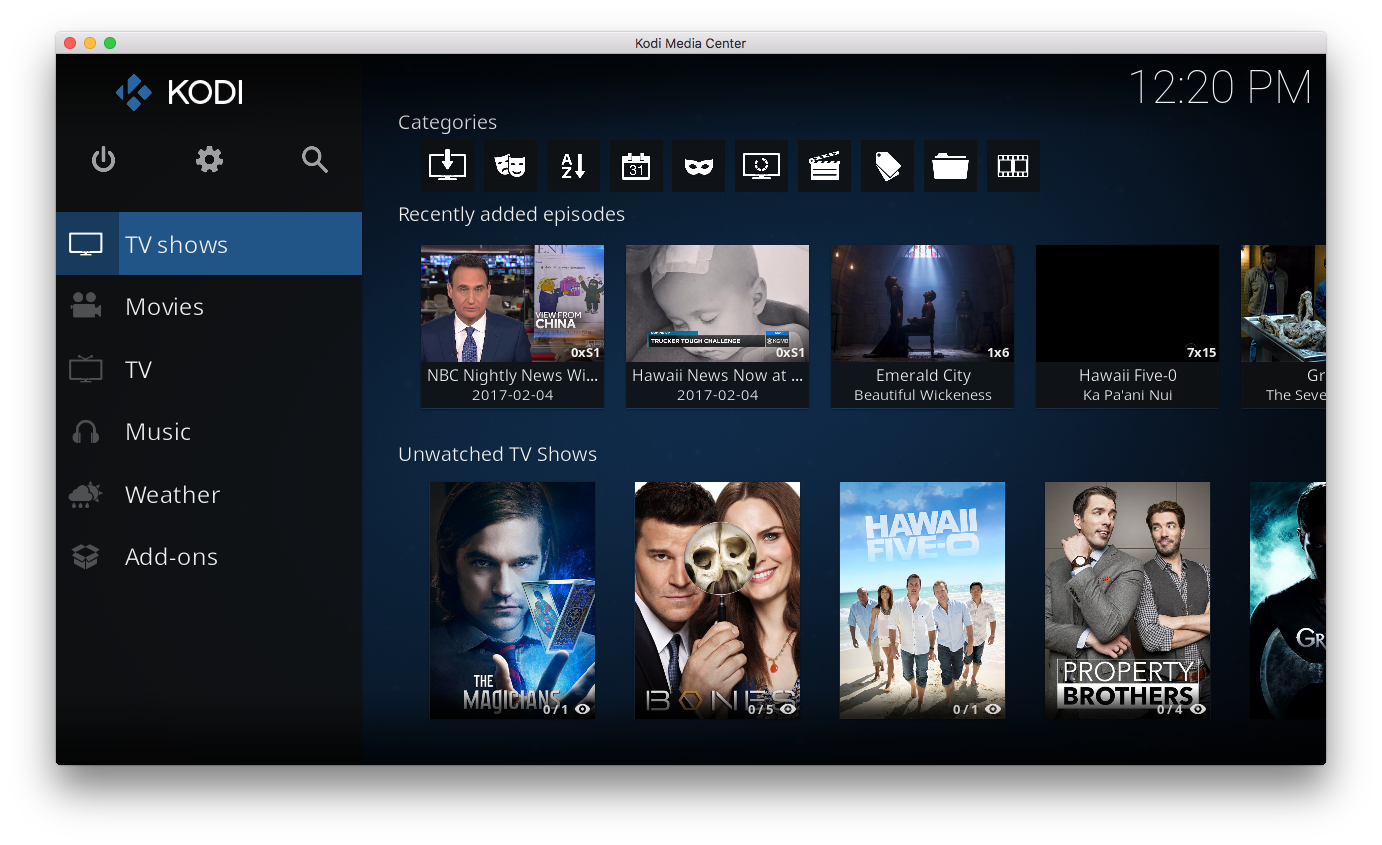 Kodi Media Center
KODI
12:20 PM
Categories
A
Z
31
Recently added episodes
TV shows
Movies
TV
Music
Weather
Add-ons
VIEW FROM
CHINA
0xS1
NBC Nightly News Wi...
2017-02-04
TRUCKER TOUGH CHALLENGE
KGMB
0xS1
Hawaii News Now at ...
2017-02-04
1x6
Emerald City
Beautiful Wickeness
7x15
Hawaii Five-0
Ka Pa'ani Nui
Gr
The Seve
Unwatched TV Shows
THE
MAGICIANS
0 / 1
BONES
0 / 5
HAWAII
FIVE-O
0 / 1
PROPERTY
BROTHERS
0 / 4
GR